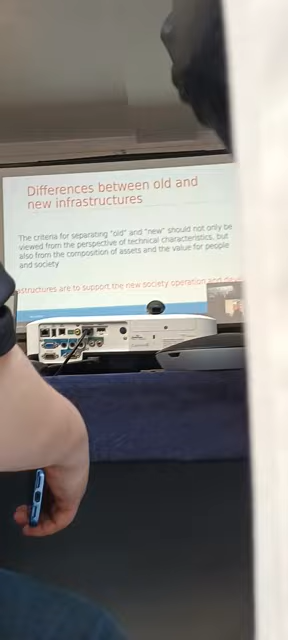 Differences between old and
new infrastructures
The criteria for separating "old" and "new" should not only be
viewed from the perspective of technical characteristics, but
also from the composition of assets and the value for people
and society
structures are to support the new society operation and